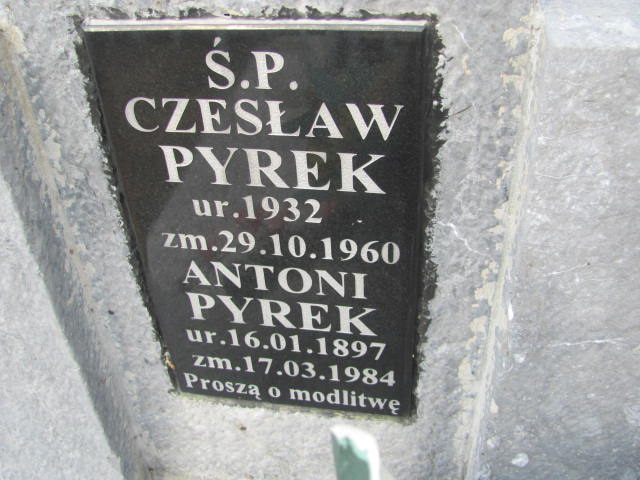 Ś.P.
CZESŁAW
PYREK
ur.1932
zm.29.10.1960
ANTONI
PYREK
ur.16.01.1897
zm.17.03.1984
Proszą o modlitwę